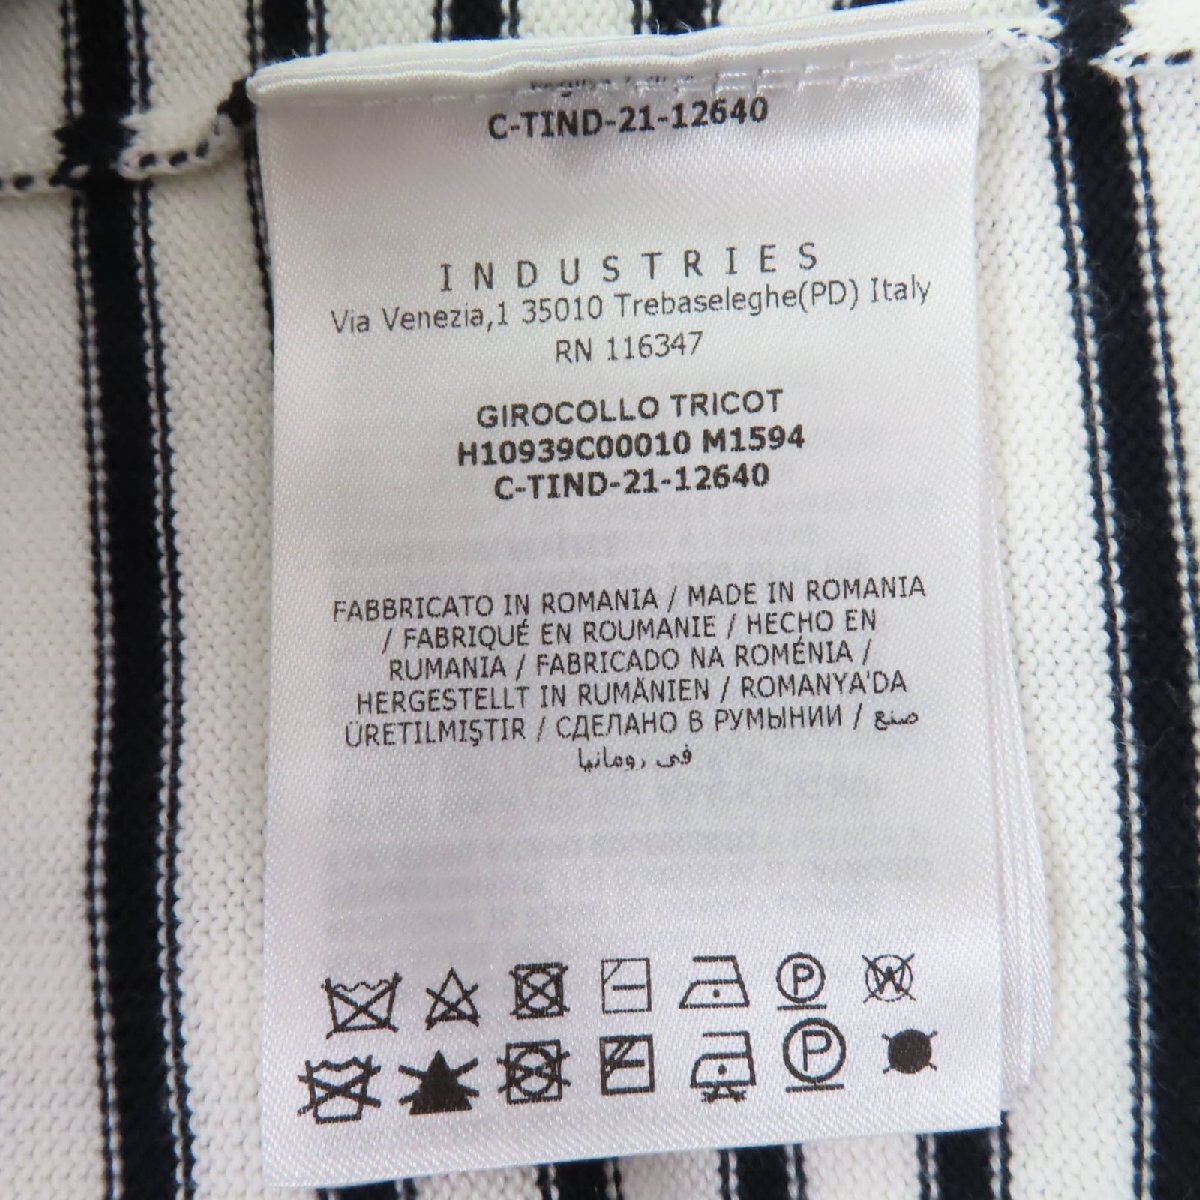 C-TIND-21-12640
INDUSTRIES
Via Venezia,1 35010 Trebaseleghe(PD) Italy
RN 116347
GIROCOLLO TRICOT
H10939C00010 M1594
C-TIND-21-12640
FABBRICATO IN ROMANIA / MADE IN ROMANIA
/ FABRIQUÉ EN ROUMANIE / HECHO EN
RUMANIA / FABRICADO NA ROMÉNIA /
HERGESTELLT IN RUMÄNIEN / ROMANYA'DA
ÜRETILMIŞTIR / СДЕЛАНО В РУМЫНИИ / صنع
في رومانيا
P W
P